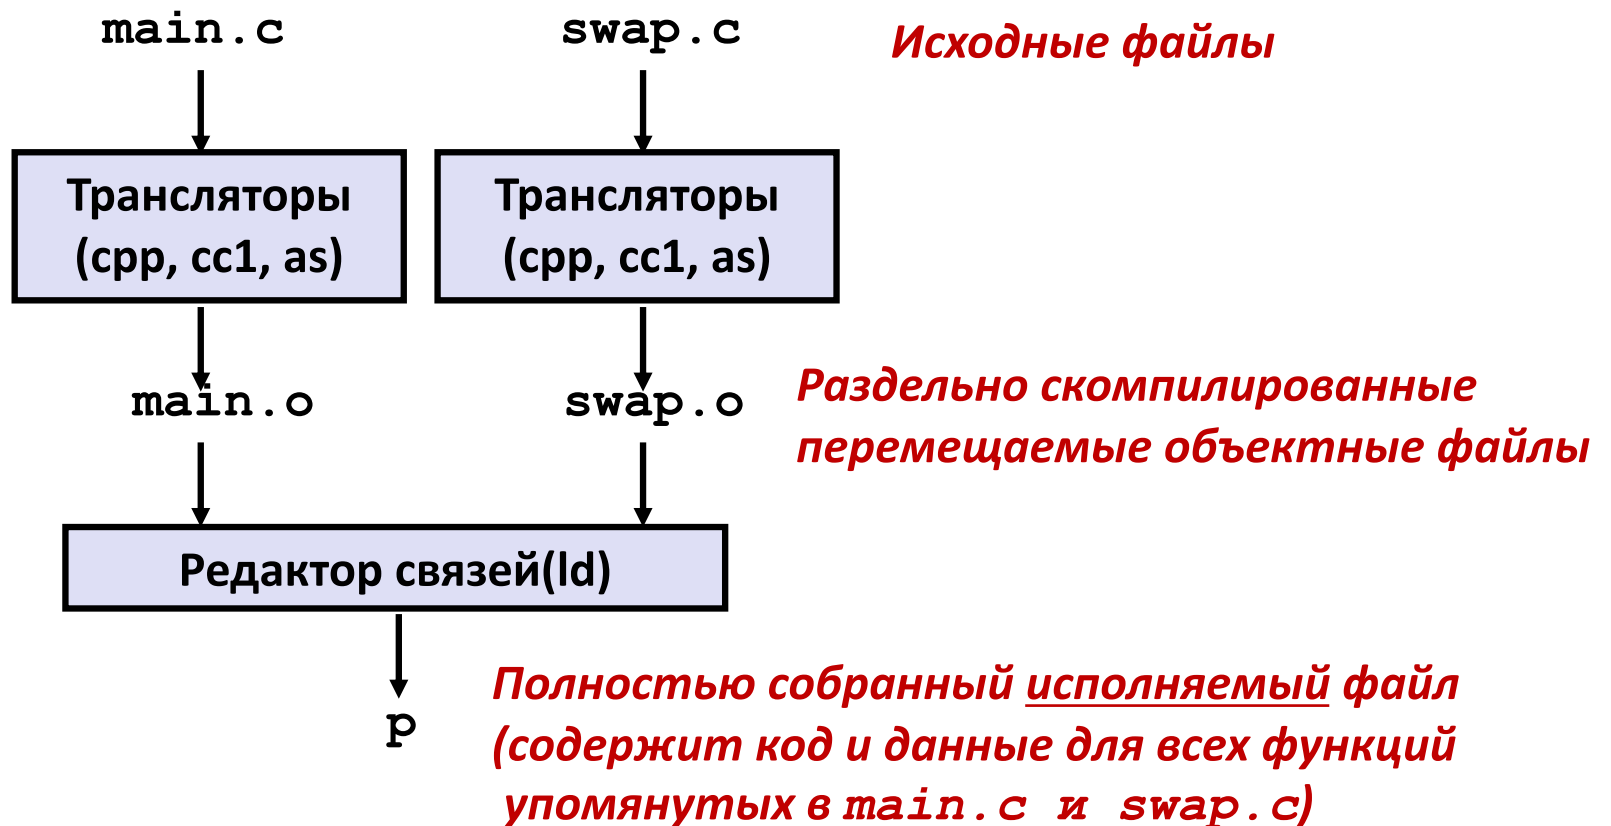 main.c
swap.c
Исходные файлы
Трансляторы
(cpp, cc1, as)
Трансляторы
(cpp, cc1, as)
main.o
swap.o
Раздельно скомпилированные
перемещаемые объектные файлы
Редактор связей(ld)
p
Полностью собранный исполняемый файл
(содержит код и данные для всех функций
упомянутых в main.c и swap.c)